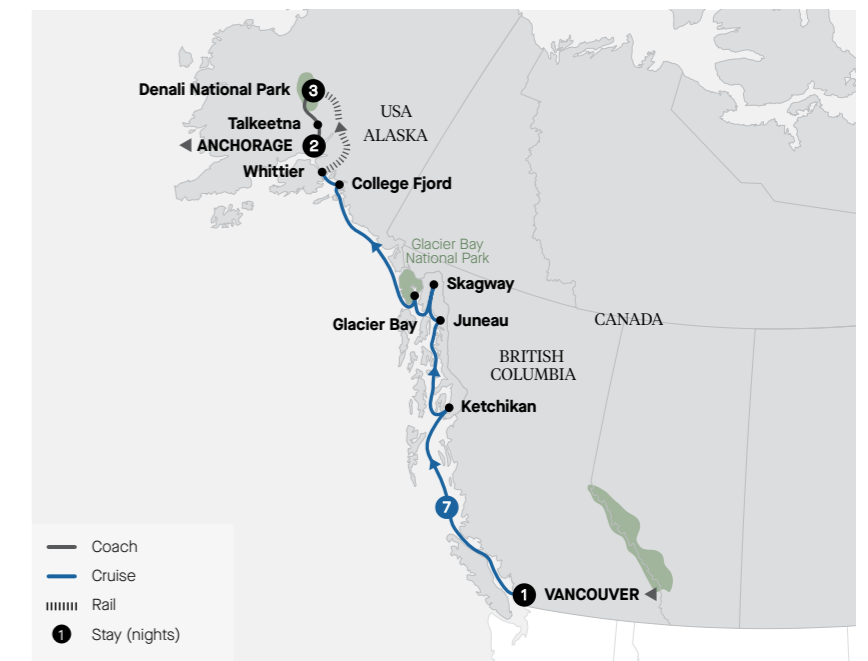 Denali National Park
3
USA
ALASKA
Talkeetna
ANCHORAGE
2
Whittier
College Fjord
Glacier Bay
National Park
Skagway
Glacier Bay
Juneau
CANADA
BRITISH
COLUMBIA
Ketchikan
7
1
VANCOUVER
Coach
Cruise
Rail
1
Stay (nights)